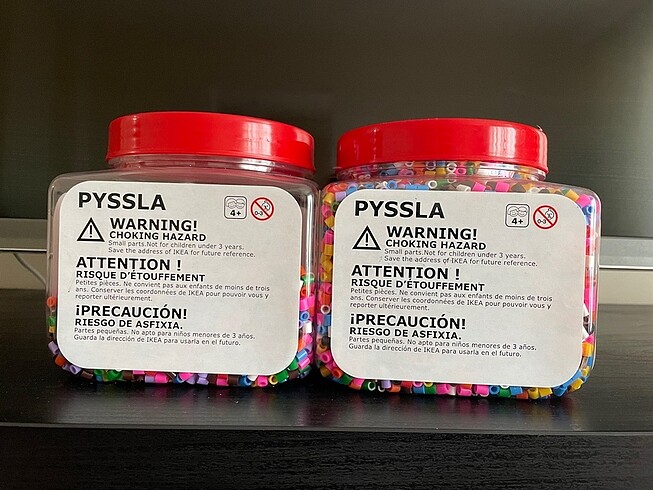 PYSSLA
4+
0-3
WARNING!
CHOKING HAZARD
Small parts.Not for children under 3 years.
Save the address of IKEA for future reference.
ATTENTION !
RISQUE D'ÉTOUFFEMENT
Petites pièces. Ne convient pas aux enfants de moins de trois
ans. Conserver les coordonnées de IKEA pour pouvoir vous y
reporter ultérieurement.
¡PRECAUCIÓN!
RIESGO DE ASFIXIA.
Partes pequeñas. No apto para niños menores de 3 años.
Guarda la dirección de IKEA para usarla en el futuro.
PYSSLA
4+
0-3
WARNING!
CHOKING HAZARD
Small parts.Not for children under 3 years.
Save the address of IKEA for future reference.
ATTENTION !
RISQUE D'ÉTOUFFEMENT
Petites pièces. Ne convient pas aux enfants de moins de trois
ans. Conserver les coordonnées de IKEA pour pouvoir vous y
reporter ultérieurement.
¡PRECAUCIÓN!
RIESGO DE ASFIXIA.
Partes pequeñas. No apto para niños menores de 3 años.
Guarda la dirección de IKEA para usarla en el futuro.